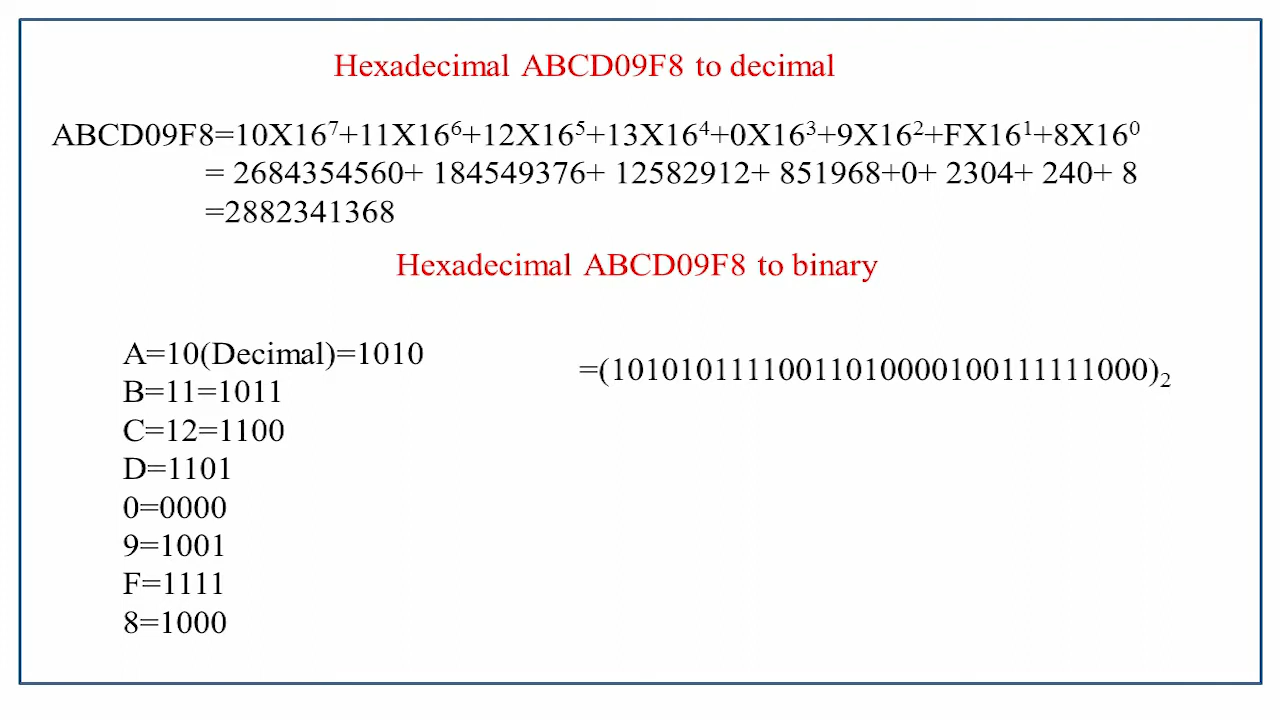 Hexadecimal ABCD09F8 to decimal
ABCD09F8=10X16⁷+11X16⁶+12X16⁵+13X16⁴+0X16³+9X16²+FX16¹+8X16⁰
= 2684354560+ 184549376+ 12582912+ 851968+0+ 2304+ 240+ 8
=2882341368
Hexadecimal ABCD09F8 to binary
A=10(Decimal)=1010
B=11=1011
C=12=1100
D=1101
0=0000
9=1001
F=1111
8=1000
=(10101011110011010000100111111000)₂